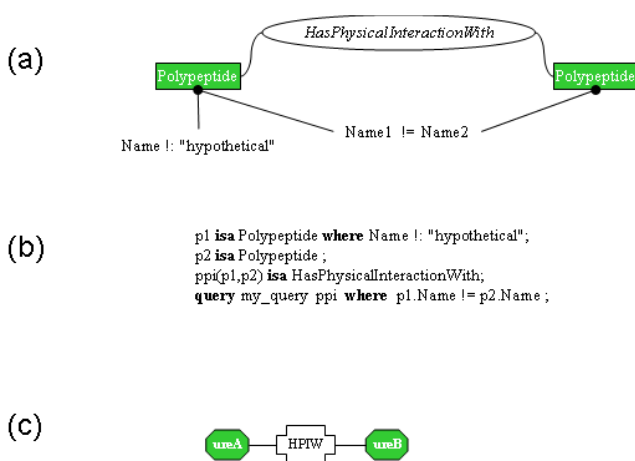 (a)
HasPhysicalInteractionWith
Polypeptide Polypeptide
Name !: "hypothetical"
Name1 != Name2
(b)
p1 isa Polypeptide where Name !: "hypothetical";
p2 isa Polypeptide ;
ppi(p1,p2) isa HasPhysicalInteractionWith;
query my_query ppi where p1.Name != p2.Name ;
(c)
ureA HPIW ureB